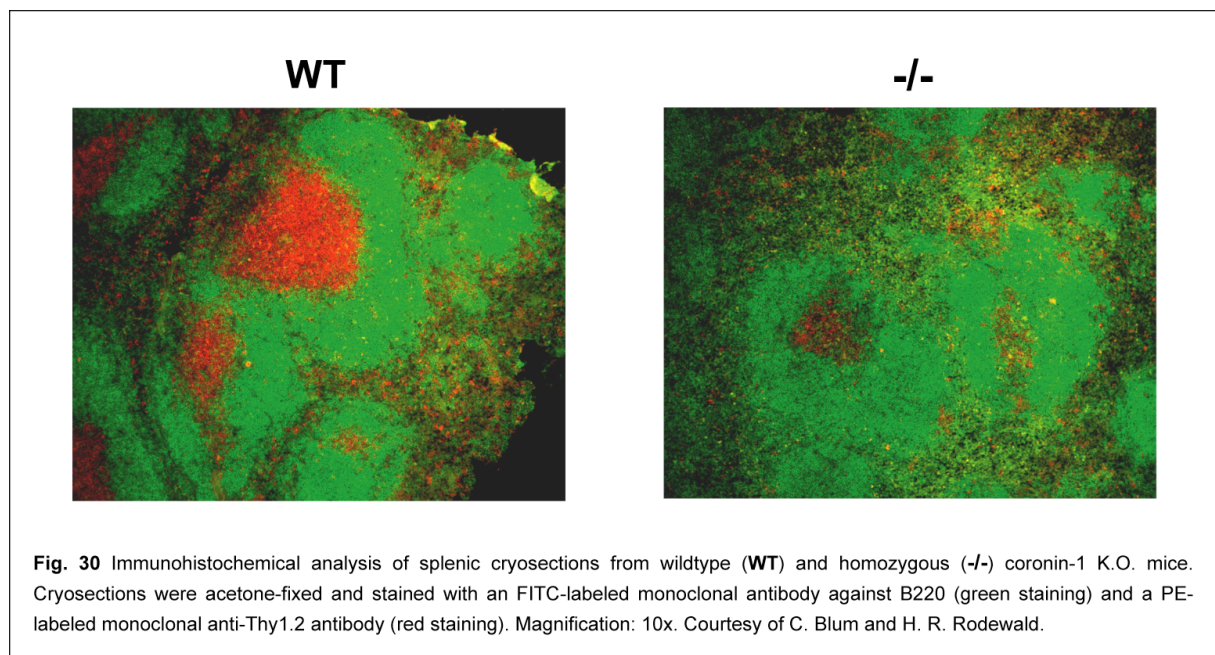 WT -/-
Fig. 30 Immunohistochemical analysis of splenic cryosections from wildtype (WT) and homozygous (-/-) coronin-1 K.O. mice.
Cryosections were acetone-fixed and stained with an FITC-labeled monoclonal antibody against B220 (green staining) and a PE-
labeled monoclonal anti-Thy1.2 antibody (red staining). Magnification: 10x. Courtesy of C. Blum and H. R. Rodewald.